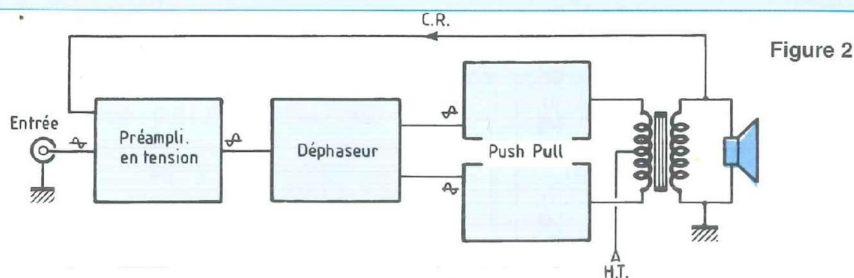 C.R.
Figure 2
Entrée
Préampli.
en tension
Déphaseur
Push Pull
H.T.